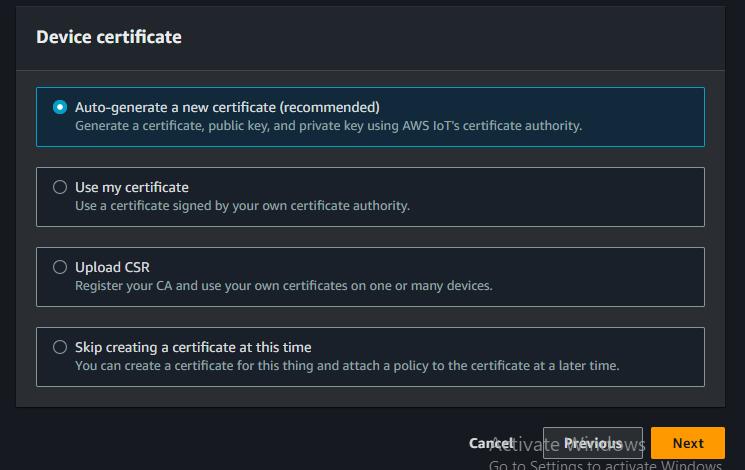 Device certificate
Auto-generate a new certificate (recommended)
Generate a certificate, public key, and private key using AWS IoT's certificate authority.
Use my certificate
Use a certificate signed by your own certificate authority.
Upload CSR
Register your CA and use your own certificates on one or many devices.
Skip creating a certificate at this time
You can create a certificate for this thing and attach a policy to the certificate at a later time.
Cancel Previous Next
Activate Windows
Go to Settings to activate Windows.